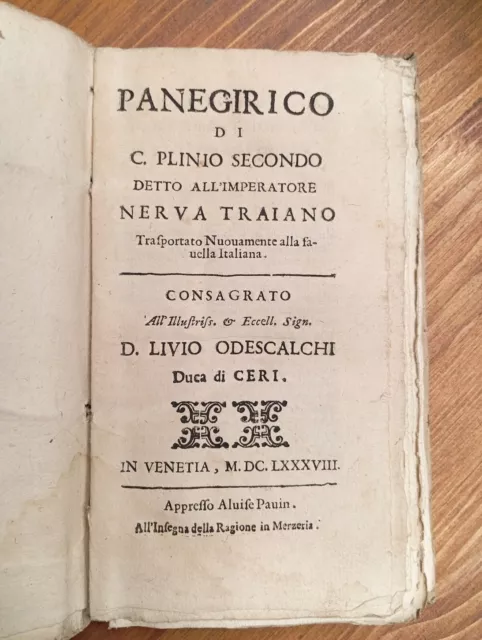 PANEGIRICO
DI
C. PLINIO SECONDO
DETTO ALL'IMPERATORE
NERVA TRAIANO
Traſportato Nuouamente alla fa-
uella Italiana.
CONSAGRATO
All'Illuſtriſs. & Eccell. Sign.
D. LIVIO ODESCALCHI
Duca di CERI.
IN VENETIA, M. DC. LXXXVIII.
Appreſſo Aluiſe Pauin.
All'Inſegna della Ragione in Merzeria.